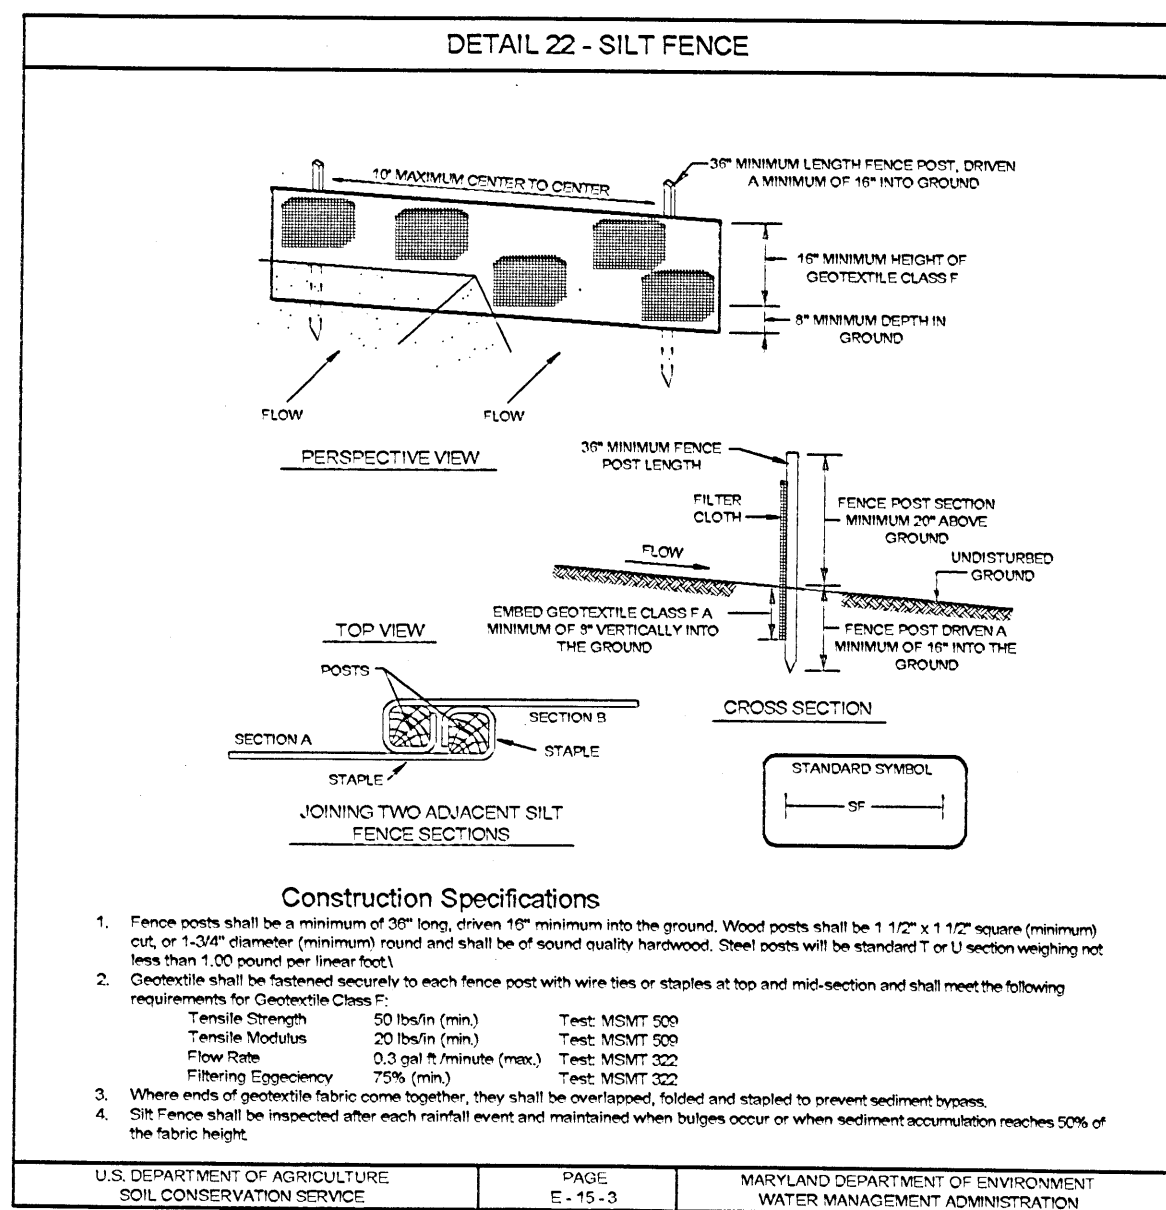 DETAIL 22 - SILT FENCE
10' MAXIMUM CENTER TO CENTER
36" MINIMUM LENGTH FENCE POST, DRIVEN
A MINIMUM OF 16" INTO GROUND
16" MINIMUM HEIGHT OF
GEOTEXTILE CLASS F
8" MINIMUM DEPTH IN
GROUND
FLOW
FLOW
PERSPECTIVE VIEW
36" MINIMUM FENCE
POST LENGTH
FILTER
CLOTH
FENCE POST SECTION
MINIMUM 20" ABOVE
GROUND
FLOW
UNDISTURBED
GROUND
EMBED GEOTEXTILE CLASS F A
MINIMUM OF 8" VERTICALLY INTO
THE GROUND
FENCE POST DRIVEN A
MINIMUM OF 16" INTO THE
GROUND
CROSS SECTION
TOP VIEW
POSTS
SECTION B
SECTION A
STAPLE
STAPLE
JOINING TWO ADJACENT SILT
FENCE SECTIONS
STANDARD SYMBOL
SF
Construction Specifications
1. Fence posts shall be a minimum of 36" long, driven 16" minimum into the ground. Wood posts shall be 1 1/2" x 1 1/2" square (minimum)
cut, or 1-3/4" diameter (minimum) round and shall be of sound quality hardwood. Steel posts will be standard T or U section weighing not
less than 1.00 pound per linear foot.\
2. Geotextile shall be fastened securely to each fence post with wire ties or staples at top and mid-section and shall meet the following
requirements for Geotextile Class F:
Tensile Strength 50 lbs/in (min.) Test: MSMT 509
Tensile Modulus 20 lbs/in (min.) Test: MSMT 509
Flow Rate 0.3 gal ft /minute (max.) Test: MSMT 322
Filtering Eggeciency 75% (min.) Test: MSMT 322
3. Where ends of geotextile fabric come together, they shall be overlapped, folded and stapled to prevent sediment bypass.
4. Silt Fence shall be inspected after each rainfall event and maintained when bulges occur or when sediment accumulation reaches 50% of
the fabric height.
U.S. DEPARTMENT OF AGRICULTURE
SOIL CONSERVATION SERVICE
PAGE
E - 15 - 3
MARYLAND DEPARTMENT OF ENVIRONMENT
WATER MANAGEMENT ADMINISTRATION